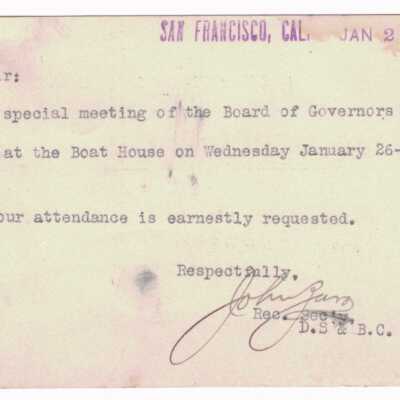 SAN FRANCISCO, CAL. JAN 2
r:
special meeting of the Board of Governors
at the Boat House on Wednesday January 26-
our attendance is earnestly requested.
Respectfully,
John
Rec. Sec'y.
D.S & B.C.